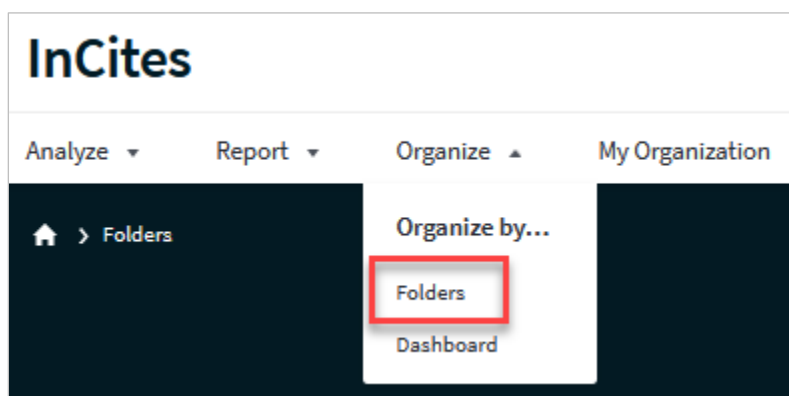 InCites
Analyze Report Organize My Organization
Folders
Organize by...
Folders
Dashboard